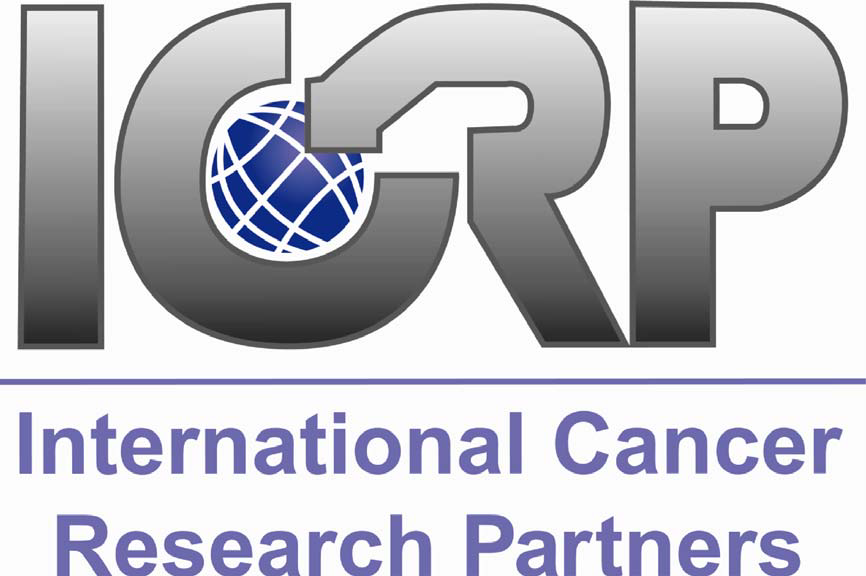 ICRP
International Cancer
Research Partners